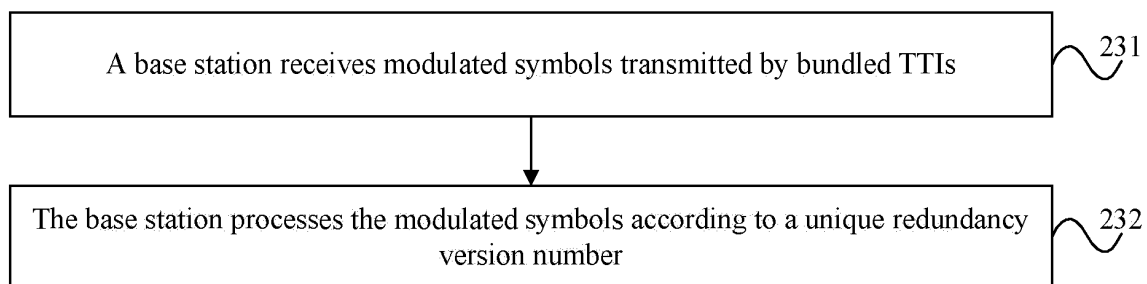 A base station receives modulated symbols transmitted by bundled TTIs
231
The base station processes the modulated symbols according to a unique redundancy
version number
232